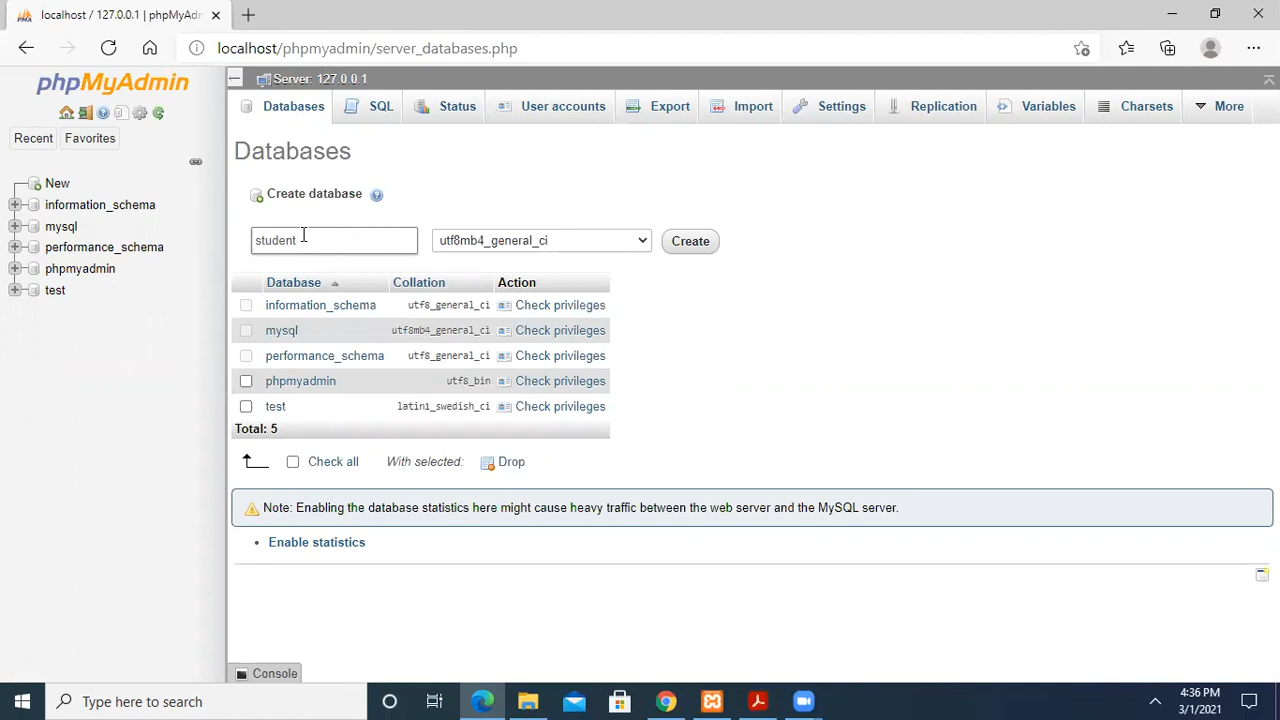 localhost / 127.0.0.1 | phpMyAdn
localhost/phpmyadmin/server_databases.php
phpMyAdmin
Recent Favorites
New
information_schema
mysql
performance_schema
phpmyadmin
test
Server: 127.0.0.1
Databases SQL Status User accounts Export Import Settings Replication Variables Charsets More
Databases
Create database
student utf8mb4_general_ci Create
Database Collation Action
information_schema utf8_general_ci Check privileges
mysql utf8mb4_general_ci Check privileges
performance_schema utf8_general_ci Check privileges
phpmyadmin utf8_bin Check privileges
test latin1_swedish_ci Check privileges
Total: 5
Check all With selected: Drop
Note: Enabling the database statistics here might cause heavy traffic between the web server and the MySQL server.
• Enable statistics
Console
Type here to search
4:36 PM
3/1/2021